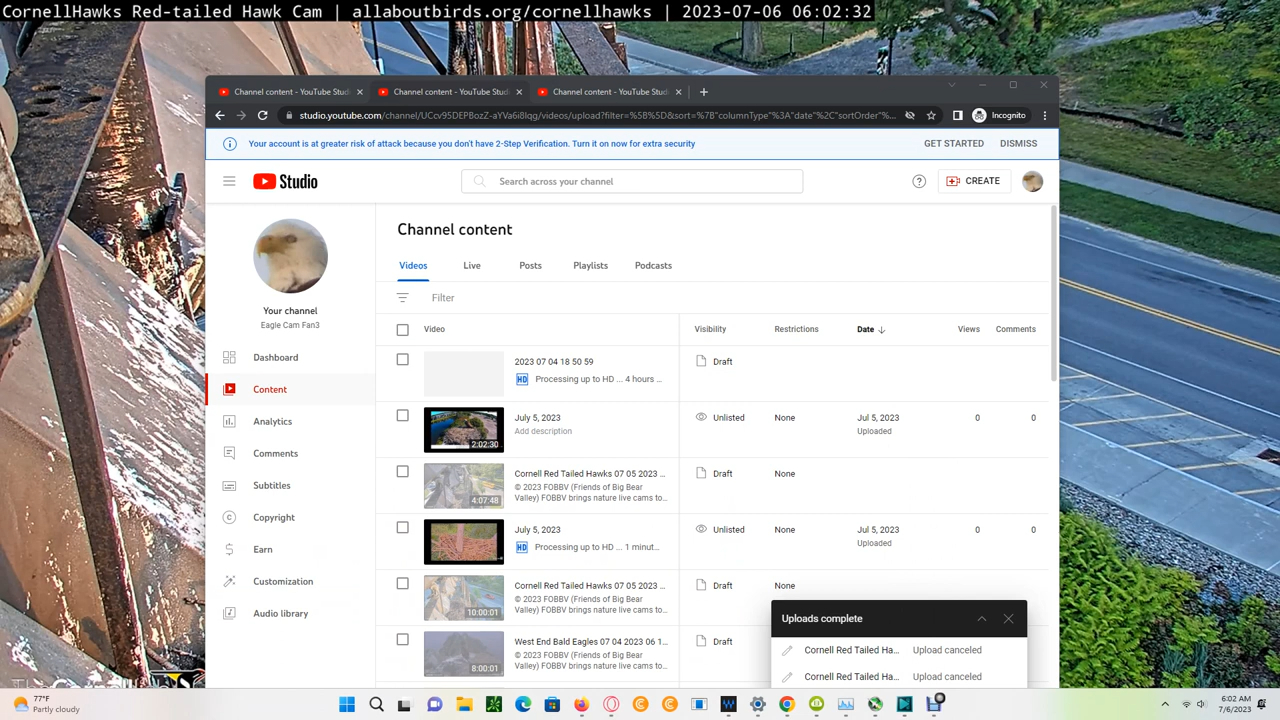 CornellHawks Red-tailed Hawk Cam | allaboutbirds.org/cornellhawks | 2023-07-06 06:02:32
Channel content - YouTube Studi
Channel content - YouTube Studi
Channel content - YouTube Studi
studio.youtube.com/channel/UCcv95DEPBozZ-aYVa6i8lqg/videos/upload?filter=%5B%5D&sort=%7B"columnType"%3A"date"%2C"sortOrder"%...
Incognito
Your account is at greater risk of attack because you don't have 2-Step Verification. Turn it on now for extra security
GET STARTED
DISMISS
Studio
Search across your channel
CREATE
Your channel
Eagle Cam Fan3
Dashboard
Content
Analytics
Comments
Subtitles
Copyright
Earn
Customization
Audio library
Channel content
Videos
Live
Posts
Playlists
Podcasts
Filter
Video
Visibility
Restrictions
Date
Views
Comments
2023 07 04 18 50 59
HD Processing up to HD ... 4 hours ...
Draft
2:02:30
July 5, 2023
Add description
Unlisted
None
Jul 5, 2023
Uploaded
0
0
4:07:48
Cornell Red Tailed Hawks 07 05 2023 ...
© 2023 FOBBV (Friends of Big Bear
Valley) FOBBV brings nature live cams to...
Draft
None
July 5, 2023
HD Processing up to HD ... 1 minut...
Unlisted
None
Jul 5, 2023
Uploaded
0
0
10:00:01
Cornell Red Tailed Hawks 07 05 2023 ...
© 2023 FOBBV (Friends of Big Bear
Valley) FOBBV brings nature live cams to...
Draft
None
8:00:01
West End Bald Eagles 07 04 2023 06 1...
© 2023 FOBBV (Friends of Big Bear
Valley) FOBBV brings nature live cams to...
Draft
Uploads complete
Cornell Red Tailed Ha...
Upload canceled
Cornell Red Tailed Ha...
Upload canceled
77°F
Partly cloudy
6:02 AM
7/6/2023